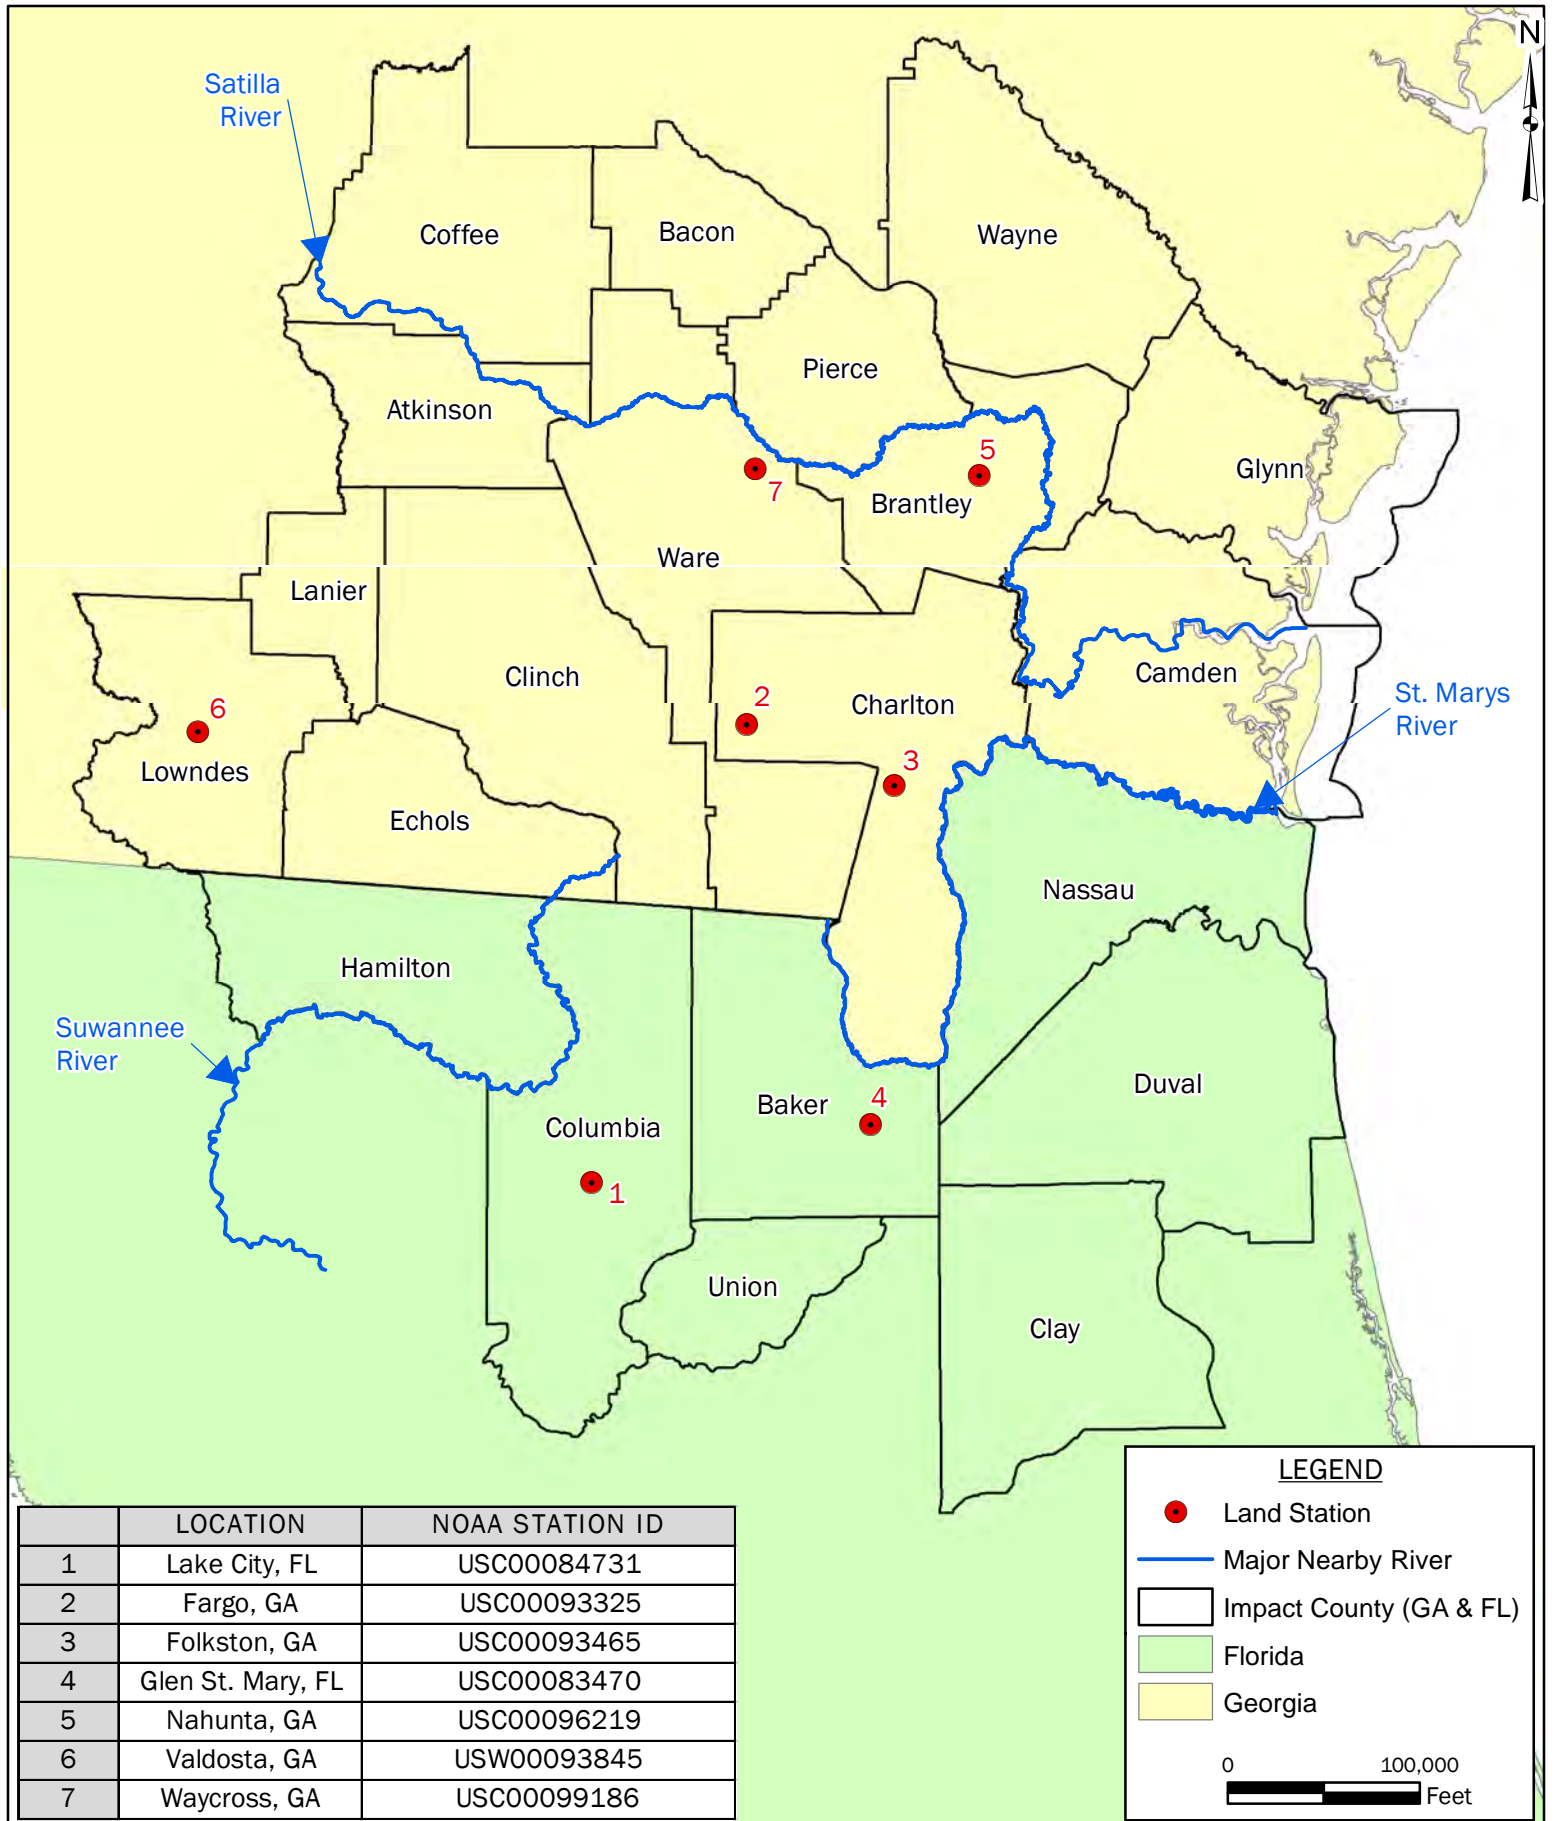 N
Satilla
River
Coffee
Bacon
Wayne
Pierce
Atkinson
5
Glynn
7
Brantley
Ware
Lanier
Clinch
Camden
6
2
Charlton
St. Marys
River
3
Lowndes
Echols
Nassau
Hamilton
Suwannee
River
Duval
4
Baker
Columbia
1
Union
Clay
LEGEND
Land Station
Major Nearby River
Impact County (GA & FL)
Florida
Georgia
0 100,000
Feet
LOCATION NOAA STATION ID
1 Lake City, FL USC00084731
2 Fargo, GA USC00093325
3 Folkston, GA USC00093465
4 Glen St. Mary, FL USC00083470
5 Nahunta, GA USC00096219
6 Valdosta, GA USW00093845
7 Waycross, GA USC00099186